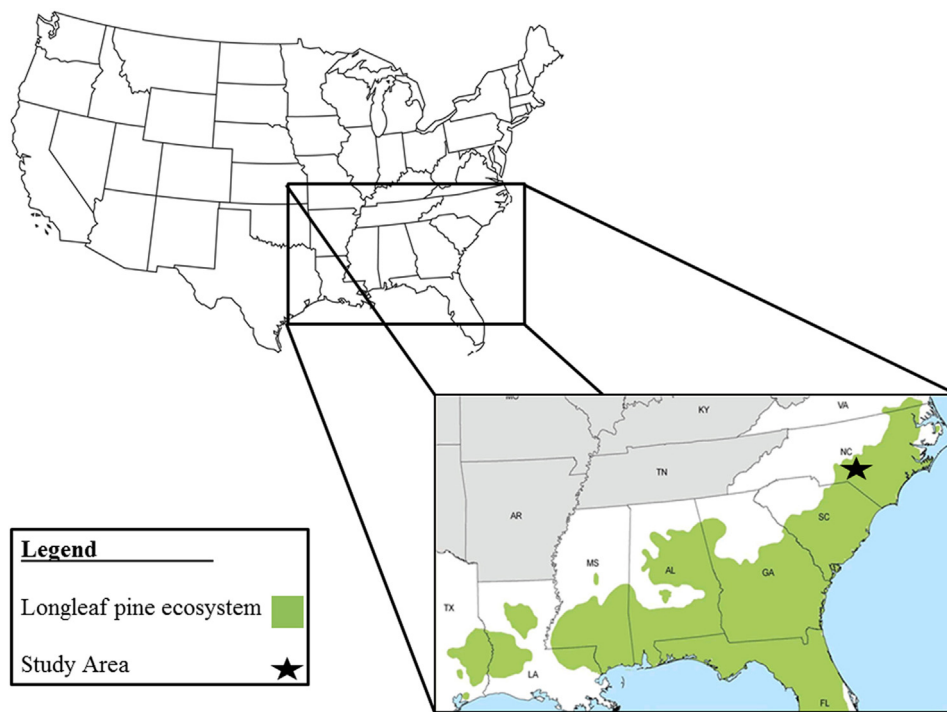 KY
VA
NC
TN
AR
SC
MS
AL
GA
TX
LA
FL
Legend
Longleaf pine ecosystem
Study Area